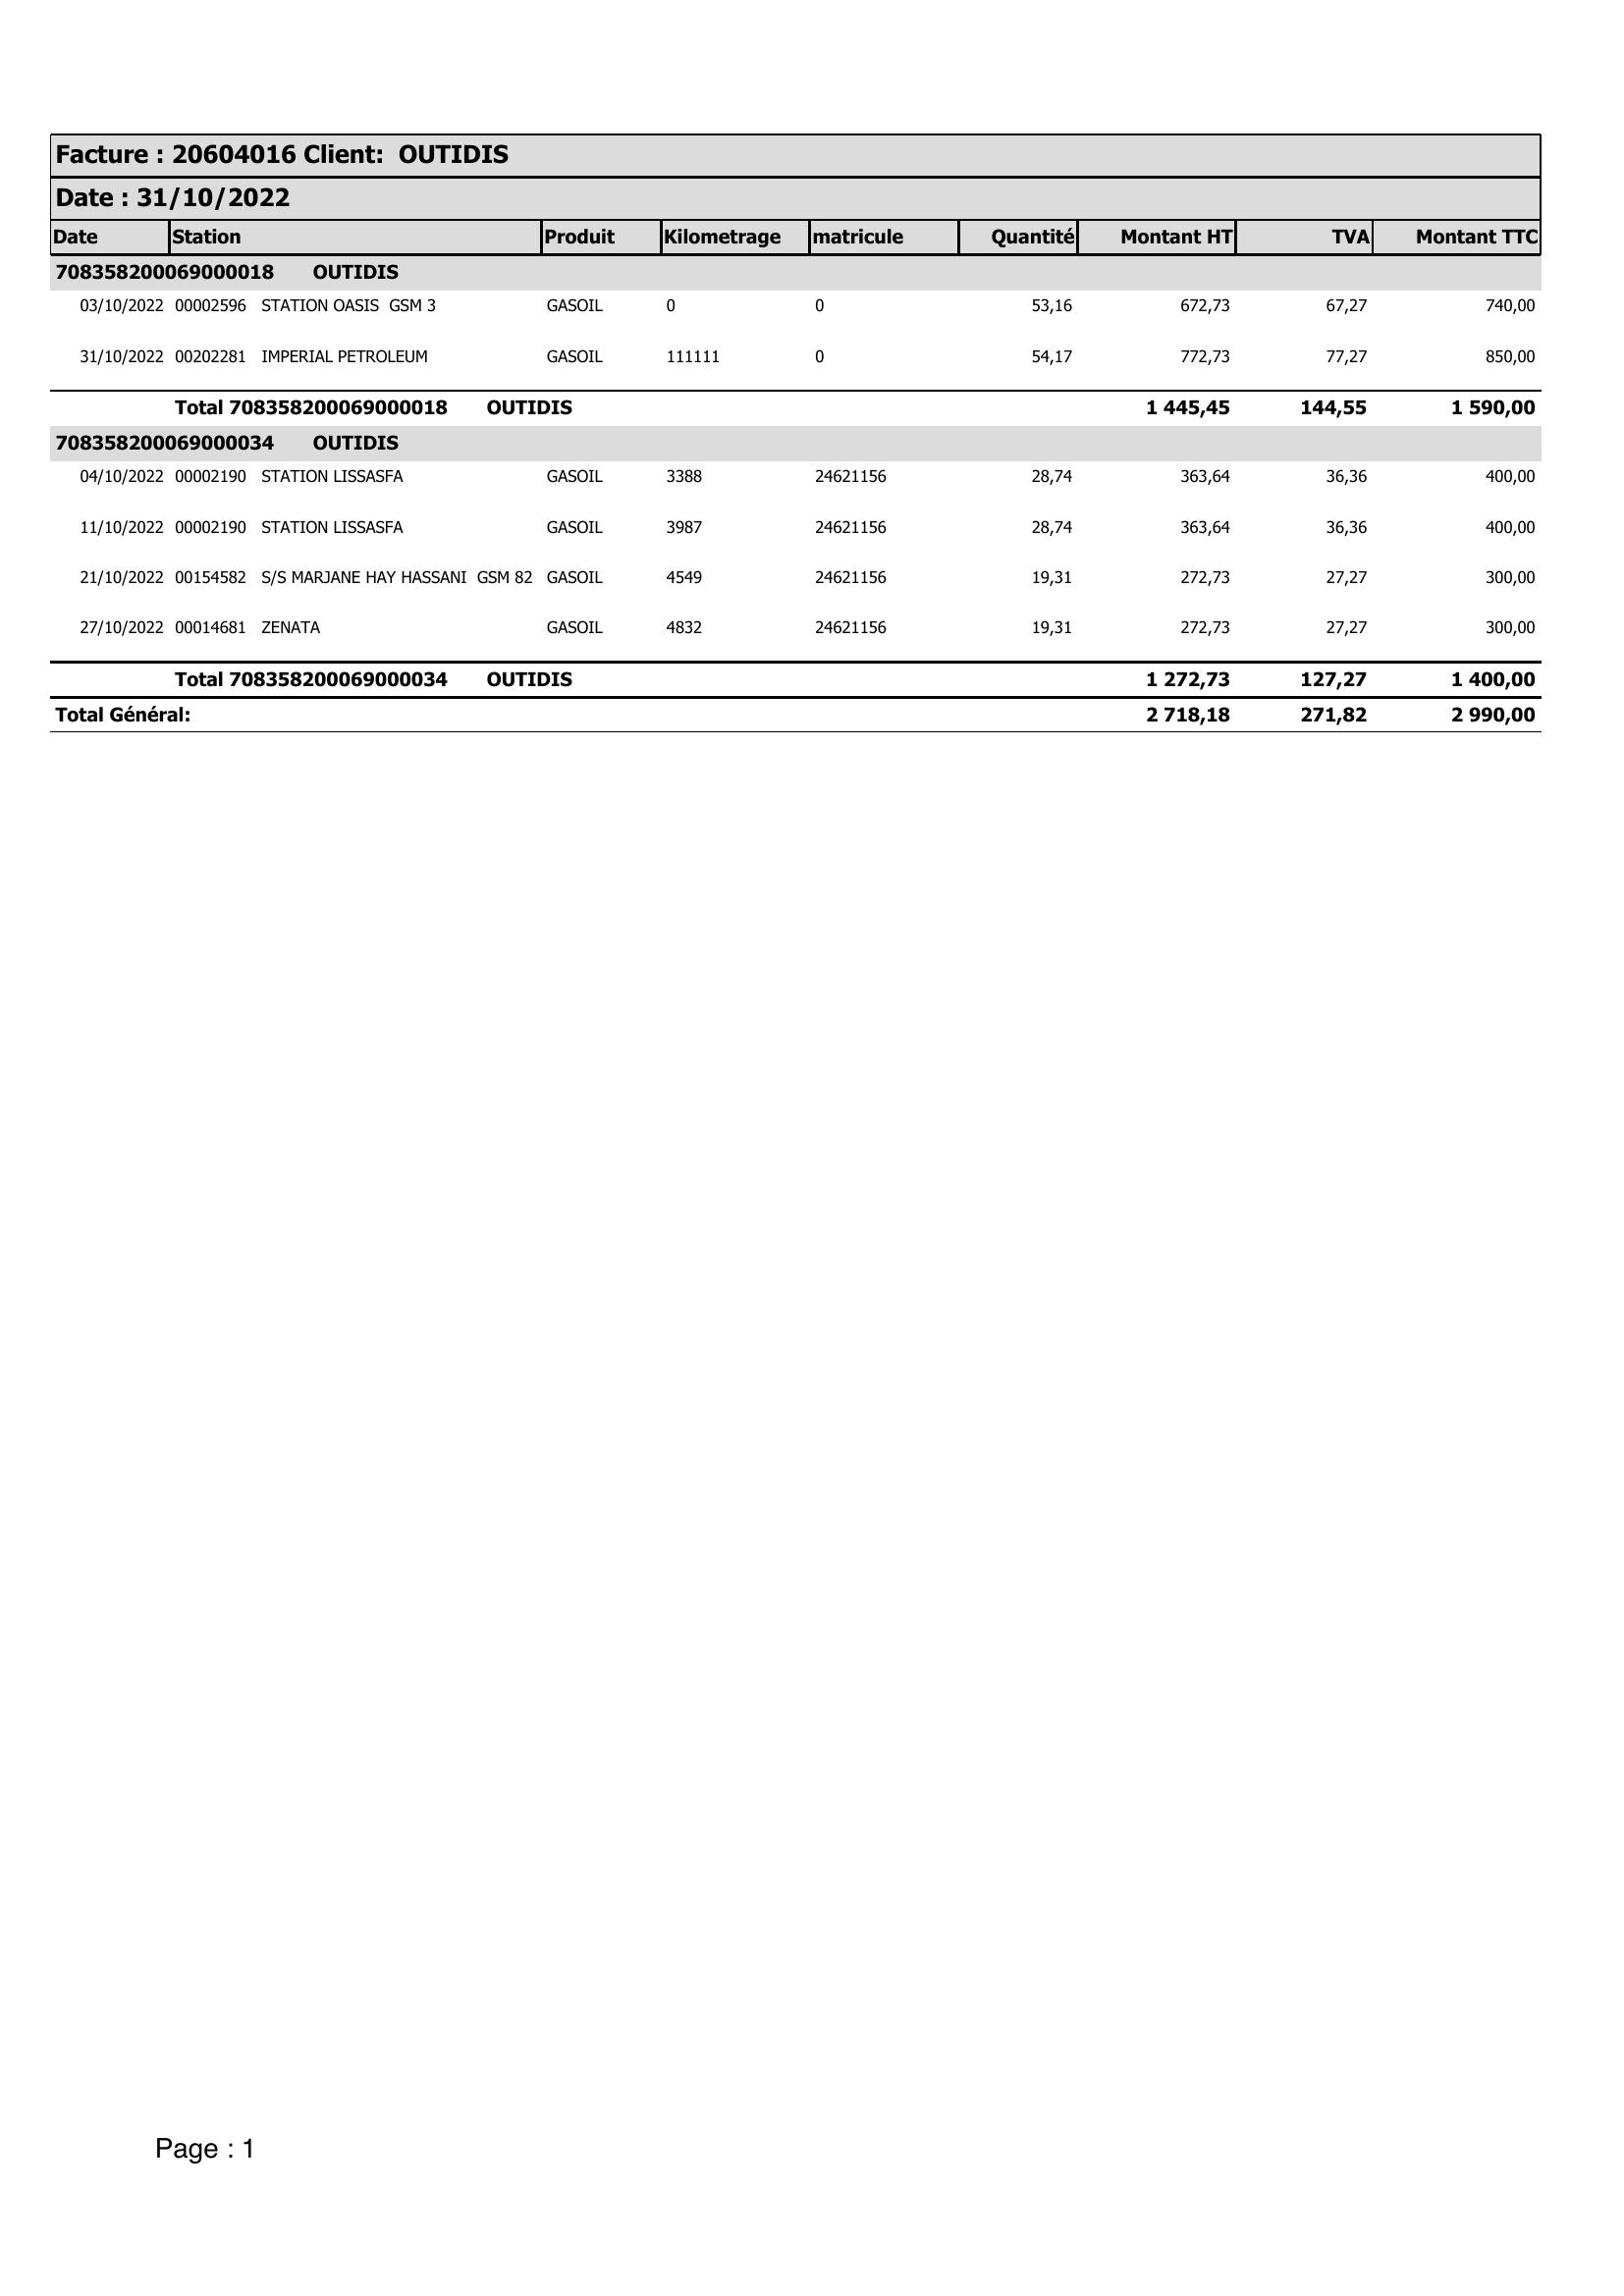 Facture : 20604016 Client: OUTIDIS
Date : 31/10/2022
Date Station Produit Kilometrage matricule Quantité Montant HT TVA Montant TTC
708358200069000018 OUTIDIS
03/10/2022 00002596 STATION OASIS GSM 3 GASOIL 0 0 53,16 672,73 67,27 740,00
31/10/2022 00202281 IMPERIAL PETROLEUM GASOIL 111111 0 54,17 772,73 77,27 850,00
Total 708358200069000018 OUTIDIS 1 445,45 144,55 1 590,00
708358200069000034 OUTIDIS
04/10/2022 00002190 STATION LISSASFA GASOIL 3388 24621156 28,74 363,64 36,36 400,00
11/10/2022 00002190 STATION LISSASFA GASOIL 3987 24621156 28,74 363,64 36,36 400,00
21/10/2022 00154582 S/S MARJANE HAY HASSANI GSM 82 GASOIL 4549 24621156 19,31 272,73 27,27 300,00
27/10/2022 00014681 ZENATA GASOIL 4832 24621156 19,31 272,73 27,27 300,00
Total 708358200069000034 OUTIDIS 1 272,73 127,27 1 400,00
Total Général: 2 718,18 271,82 2 990,00
Page : 1